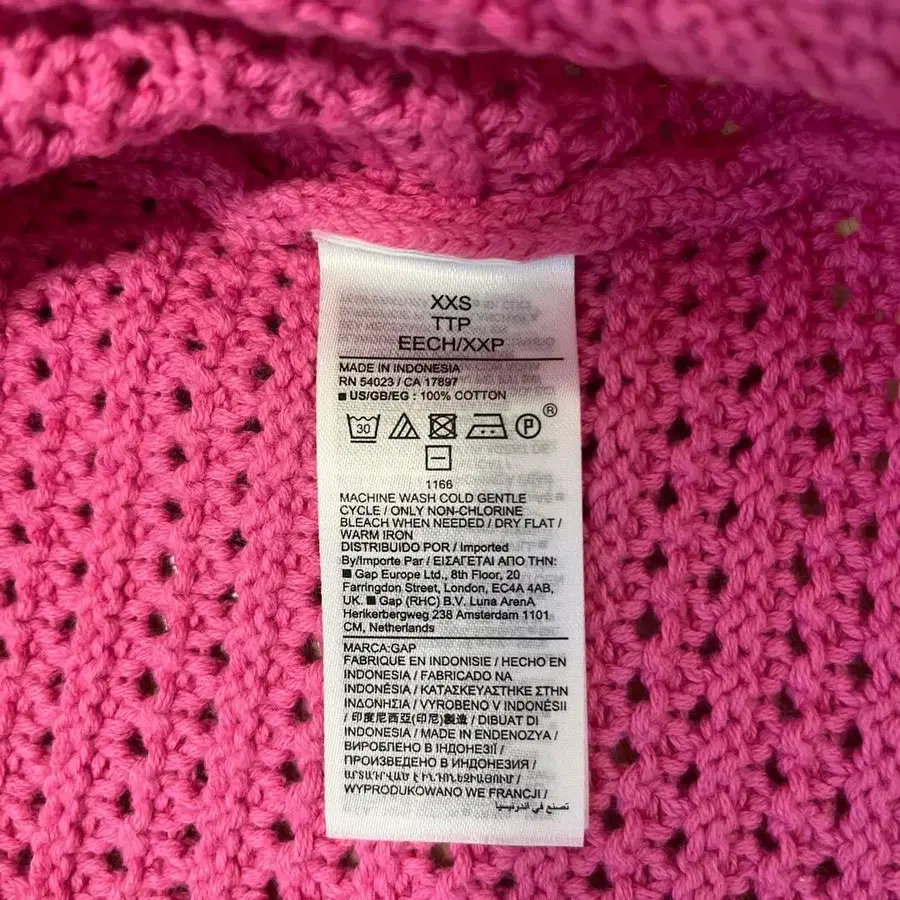 XXS
TTP
EECH/XXP
MADE IN INDONESIA
RN 54023 / CA 17897
■ US/GB/EG : 100% COTTON
30 P ®
1166
MACHINE WASH COLD GENTLE
CYCLE / ONLY NON-CHLORINE
BLEACH WHEN NEEDED / DRY FLAT /
WARM IRON
DISTRIBUIDO POR / Imported
By/Importe Par / ΕΙΣΑΓΕΤΑΙ ΑΠΟ ΤΗΝ:
■ Gap Europe Ltd., 8th Floor, 20
Farringdon Street, London, EC4A 4AB,
UK. ■ Gap (RHC) B.V. Luna ArenA
Herikerbergweg 238 Amsterdam 1101
CM, Netherlands
MARCA:GAP
FABRIQUE EN INDONISIE / HECHO EN
INDONESIA / FABRICADO NA
INDONÉSIA / ΚΑΤΑΣΚΕΥΑΣΤΗΚΕ ΣΤΗΝ
ΙΝΔΟΝΗΣΙΑ / VYROBENO V INDONÉSII
/ 印度尼西亞(印尼)製造 / DIBUAT DI
INDONESIA / MADE IN ENDENOZYA /
ВИРОБЛЕНО В ІНДОНЕЗІЇ /
ПРОИЗВЕДЕНО В ИНДОНЕЗИИ /
WYPRODUKOWANO WE FRANCJI /
تصنع في اندونيسيا